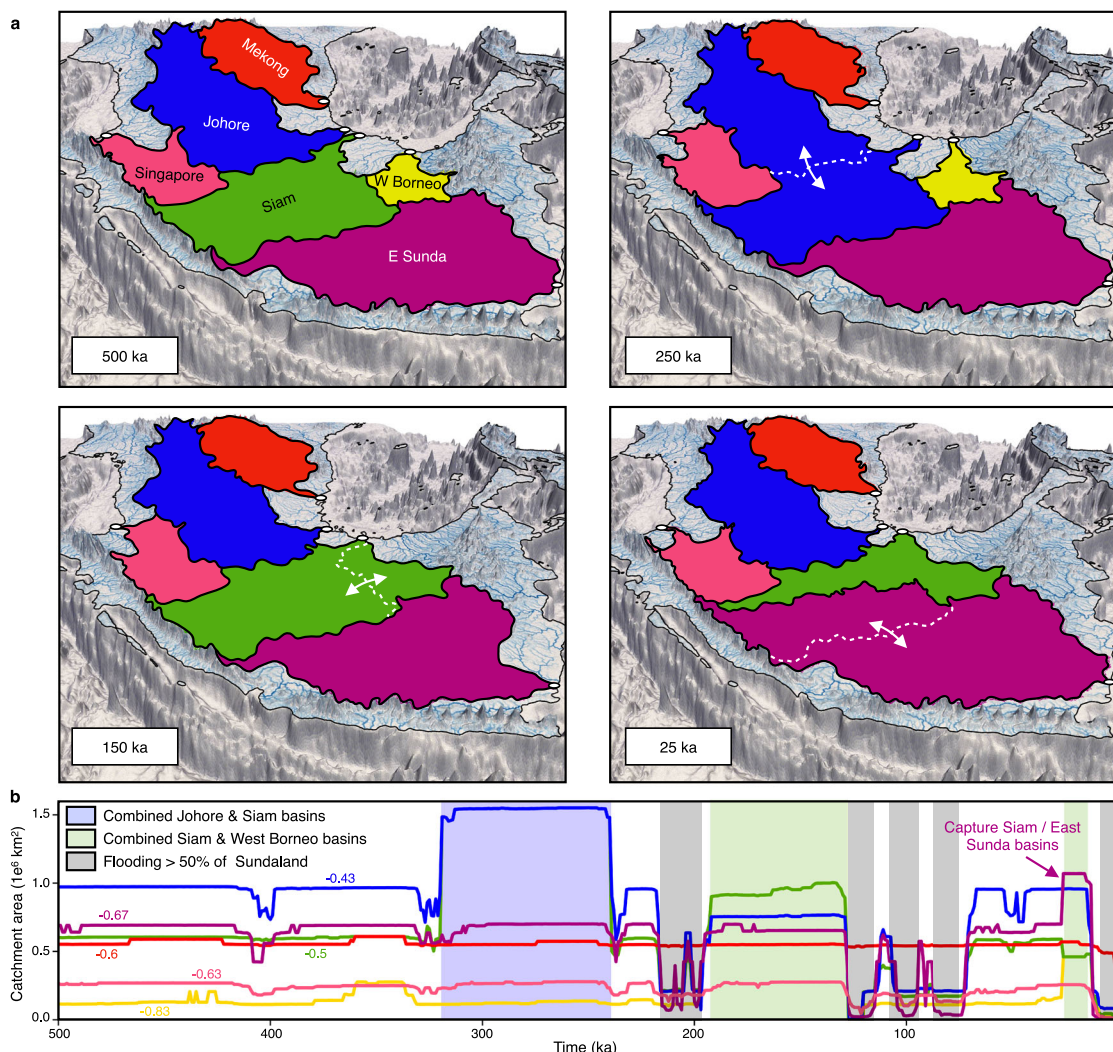 a
Mekong
Johore
Singapore
Siam
W Borneo
E Sunda
500 ka
250 ka
150 ka
25 ka
b
Catchment area (1e⁶ km²)
1.5
1.0
0.5
0.0
Combined Johore & Siam basins
Combined Siam & West Borneo basins
Flooding > 50% of Sundaland
Capture Siam / East
Sunda basins
-0.43
-0.67
-0.6
-0.5
-0.63
-0.83
500
400
300
200
100
Time (ka)